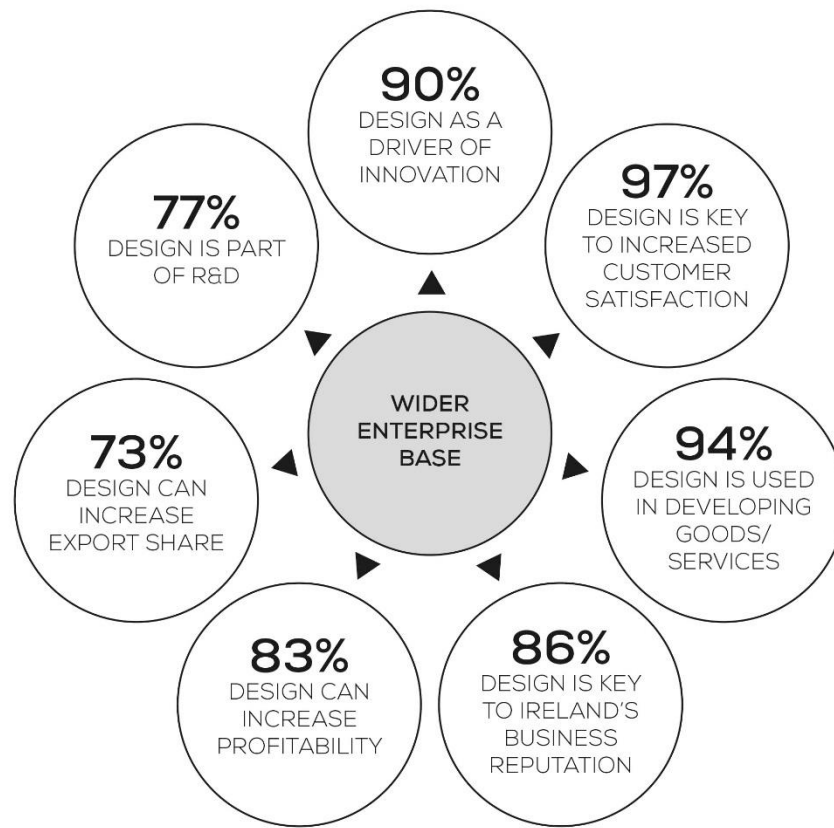 90%
DESIGN AS A
DRIVER OF
INNOVATION
97%
DESIGN IS KEY
TO INCREASED
CUSTOMER
SATISFACTION
94%
DESIGN IS USED
IN DEVELOPING
GOODS/
SERVICES
86%
DESIGN IS KEY
TO IRELAND'S
BUSINESS
REPUTATION
83%
DESIGN CAN
INCREASE
PROFITABILITY
73%
DESIGN CAN
INCREASE
EXPORT SHARE
77%
DESIGN IS PART
OF R&D
WIDER
ENTERPRISE
BASE